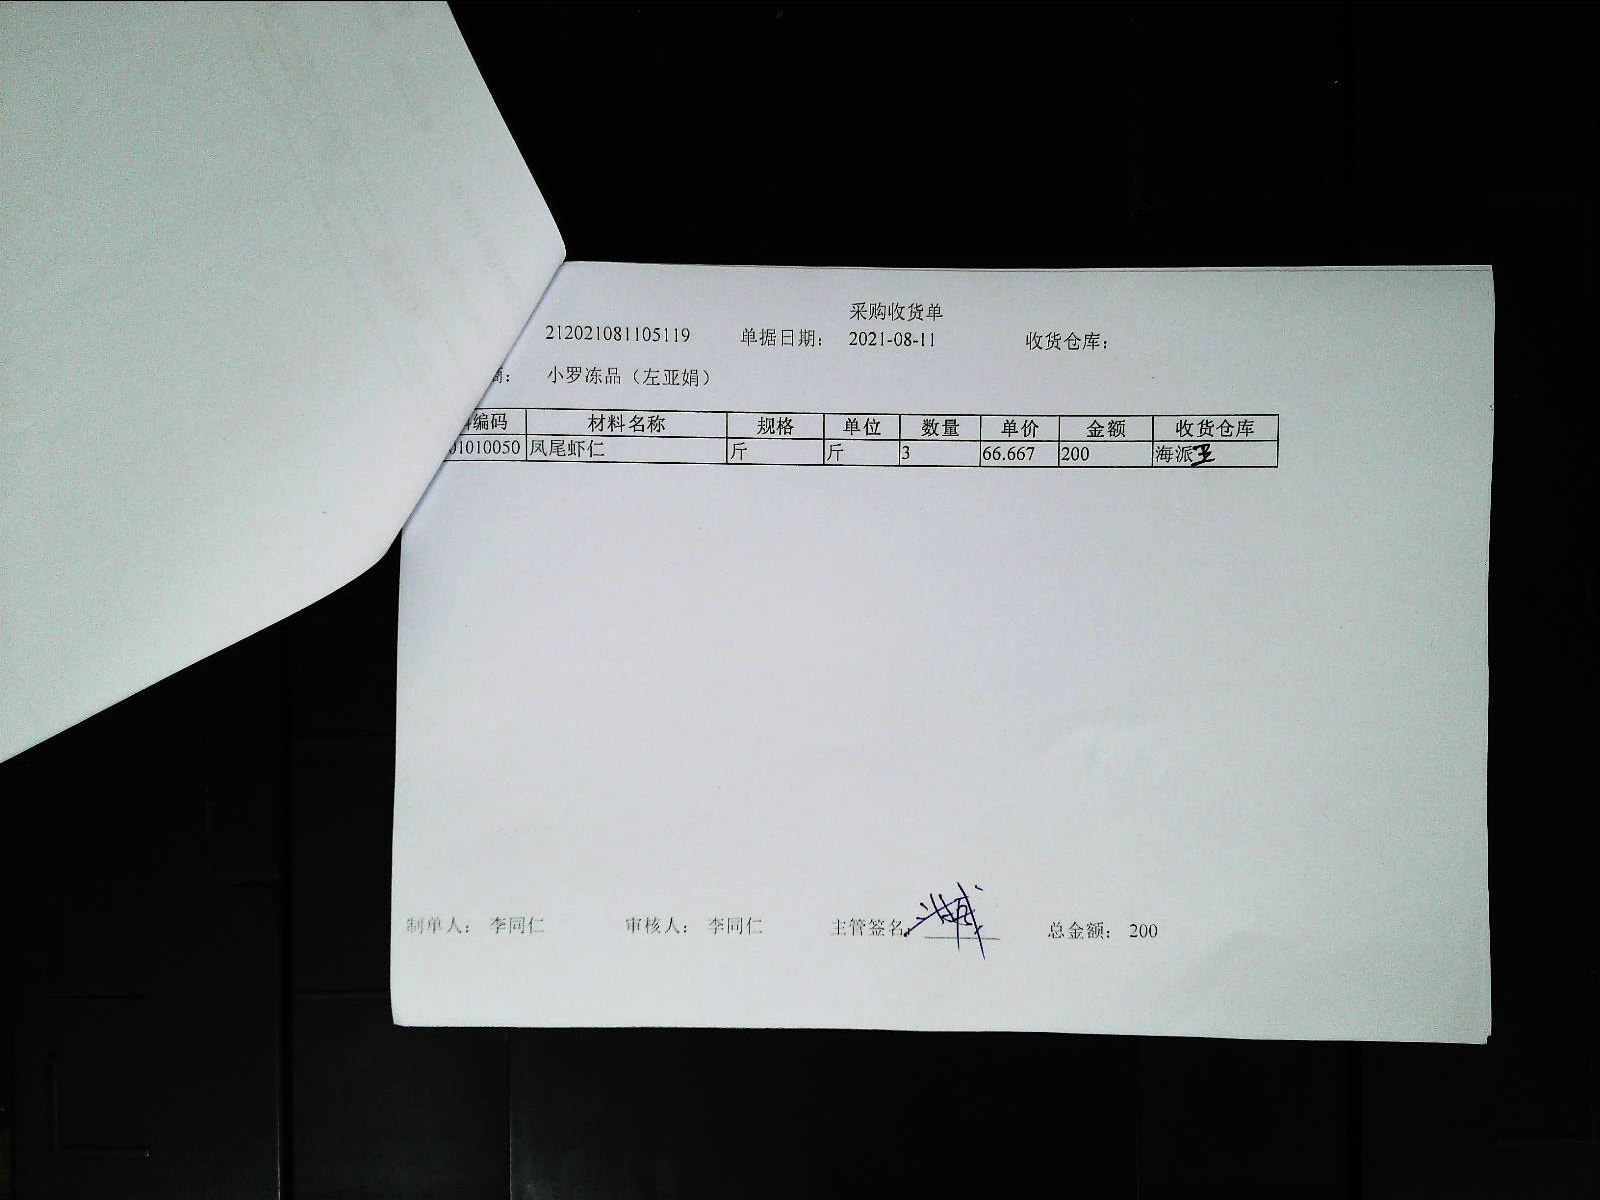 采购收货单
212021081105119 单据日期: 2021-08-11 收货仓库:
商: 小罗冻品（左亚娟）
编码 材料名称 规格 单位 数量 单价 金额 收货仓库
01010050 凤尾虾仁 斤 斤 3 66.667 200 海派
制单人: 李同仁 审核人: 李同仁 主管签名: 总金额: 200